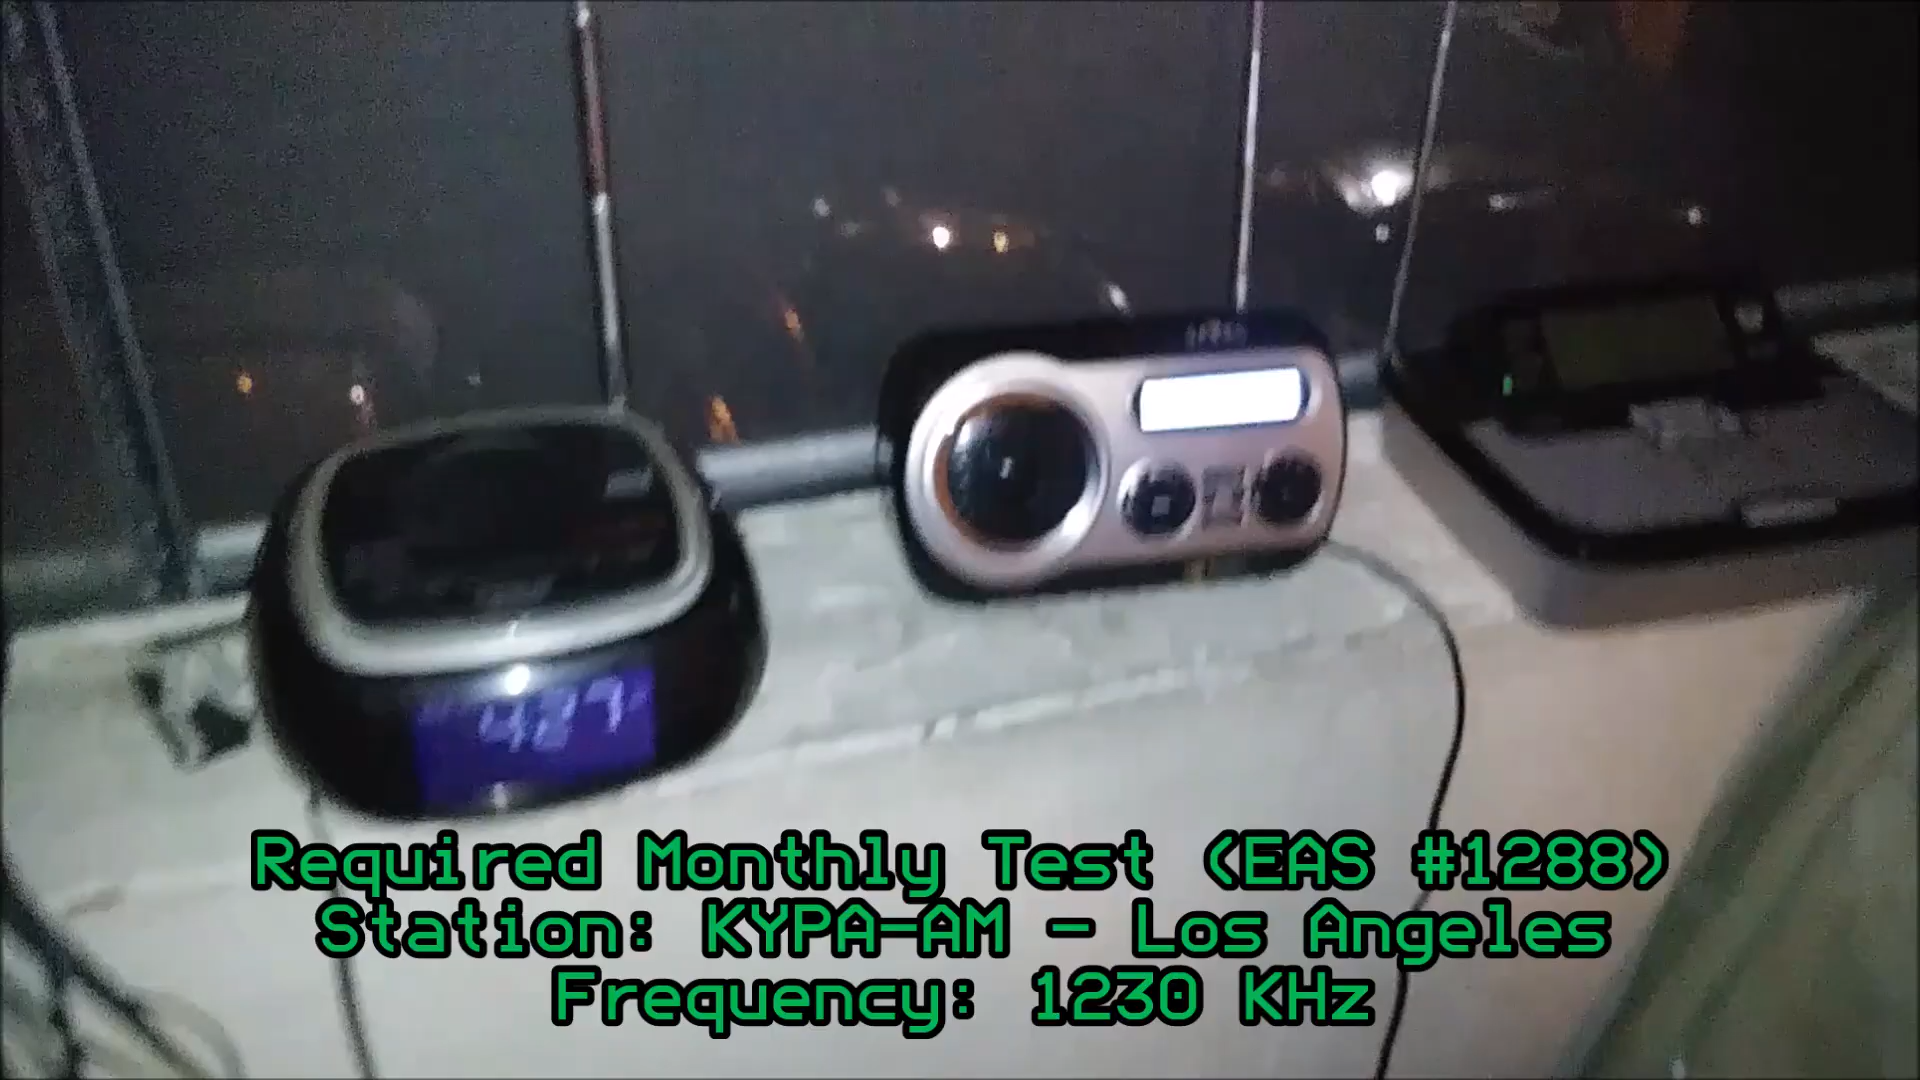 Required Monthly Test (EAS #1288)
Station: KYPA-AM - Los Angeles
Frequency: 1230 KHz